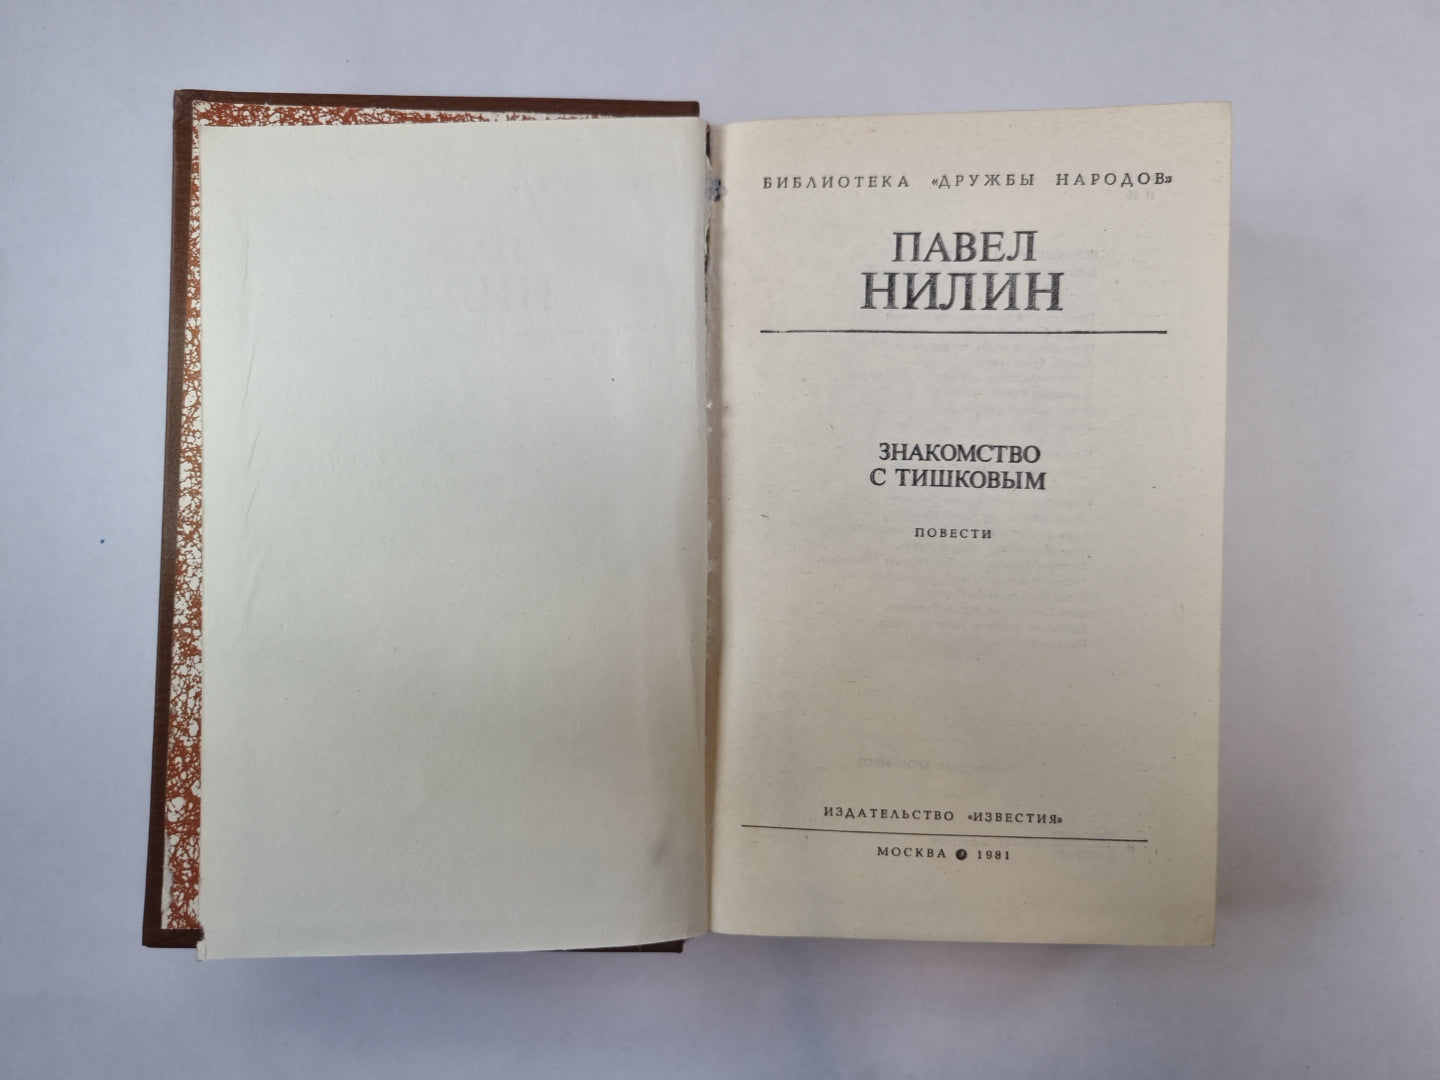 БИБЛИОТЕКА «ДРУЖБЫ НАРОДОВ»
ПАВЕЛ
НИЛИН
ЗНАКОМСТВО
С ТИШКОВЫМ
ПОВЕСТИ
ИЗДАТЕЛЬСТВО «ИЗВЕСТИЯ»
МОСКВА 1981